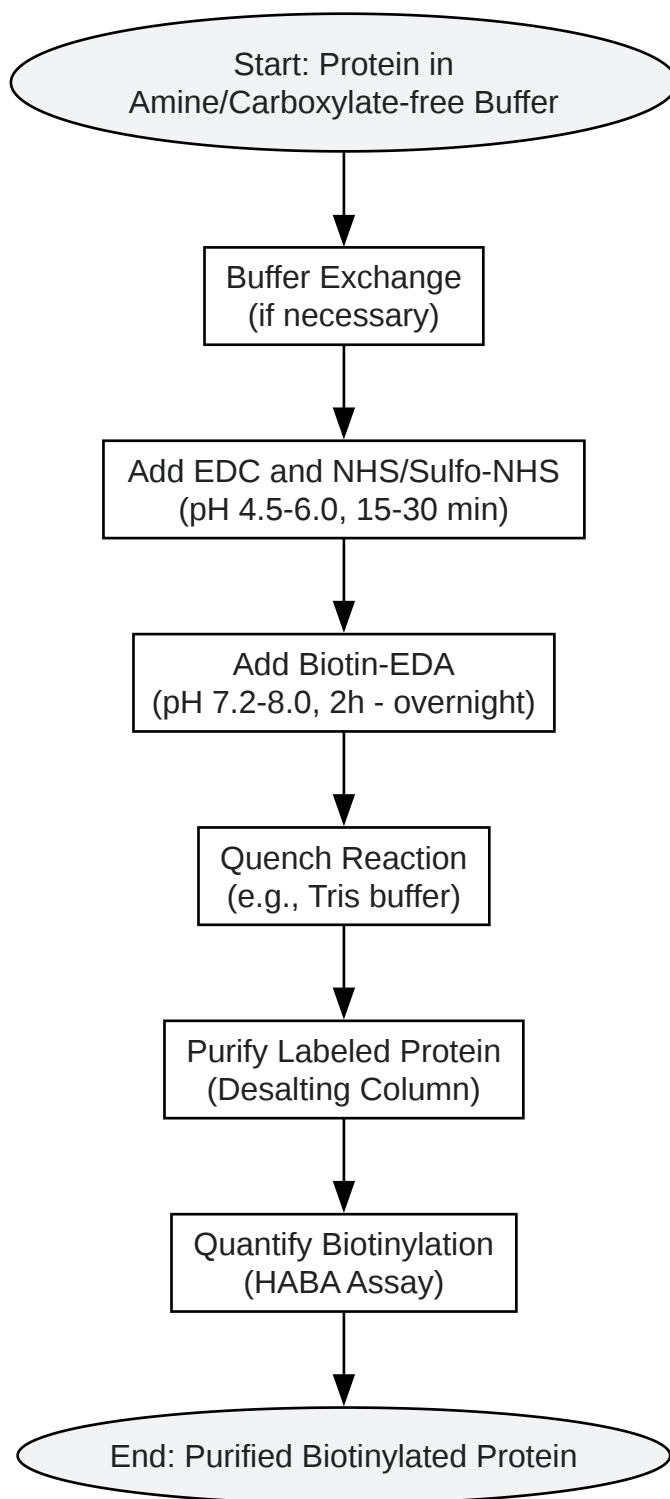 Start: Protein in
Amine/Carboxylate-free Buffer
Buffer Exchange
(if necessary)
Add EDC and NHS/Sulfo-NHS
(pH 4.5-6.0, 15-30 min)
Add Biotin-EDA
(pH 7.2-8.0, 2h - overnight)
Quench Reaction
(e.g., Tris buffer)
Purify Labeled Protein
(Desalting Column)
Quantify Biotinylation
(HABA Assay)
End: Purified Biotinylated Protein